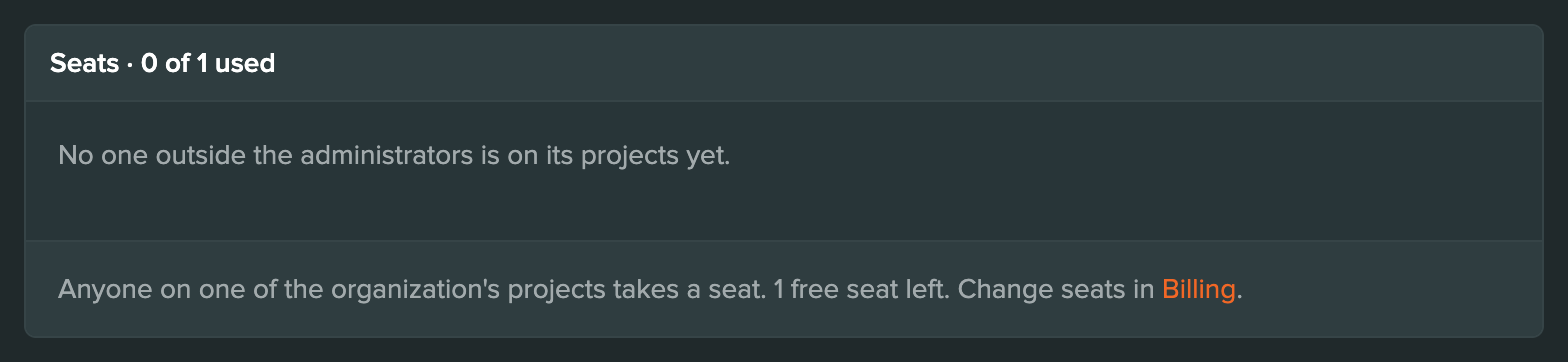 Seats · 0 of 1 used
No one outside the administrators is on its projects yet.
Anyone on one of the organization's projects takes a seat. 1 free seat left. Change seats in Billing.